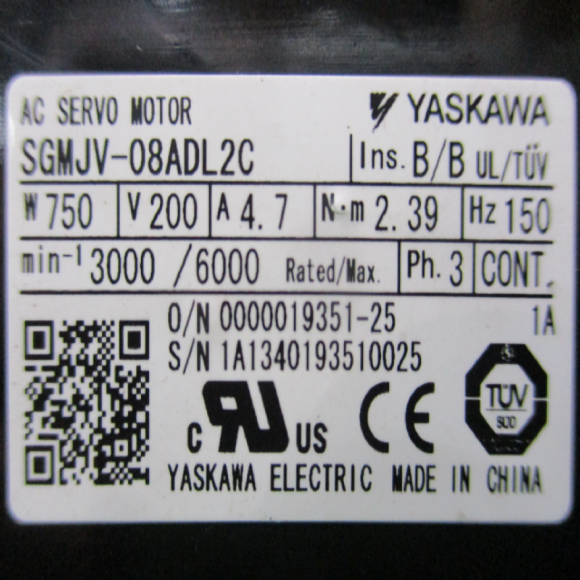 AC SERVO MOTOR YASKAWA
SGMJV-08ADL2C Ins. B/B UL/TÜV
W 750 V 200 A 4.7 N·m 2.39 Hz 150
min-1 3000 /6000 Rated/Max. Ph. 3 CONT.
O/N 0000019351-25 1A
S/N 1A1340193510025
c RU US CE TÜV
SÜD
YASKAWA ELECTRIC MADE IN CHINA